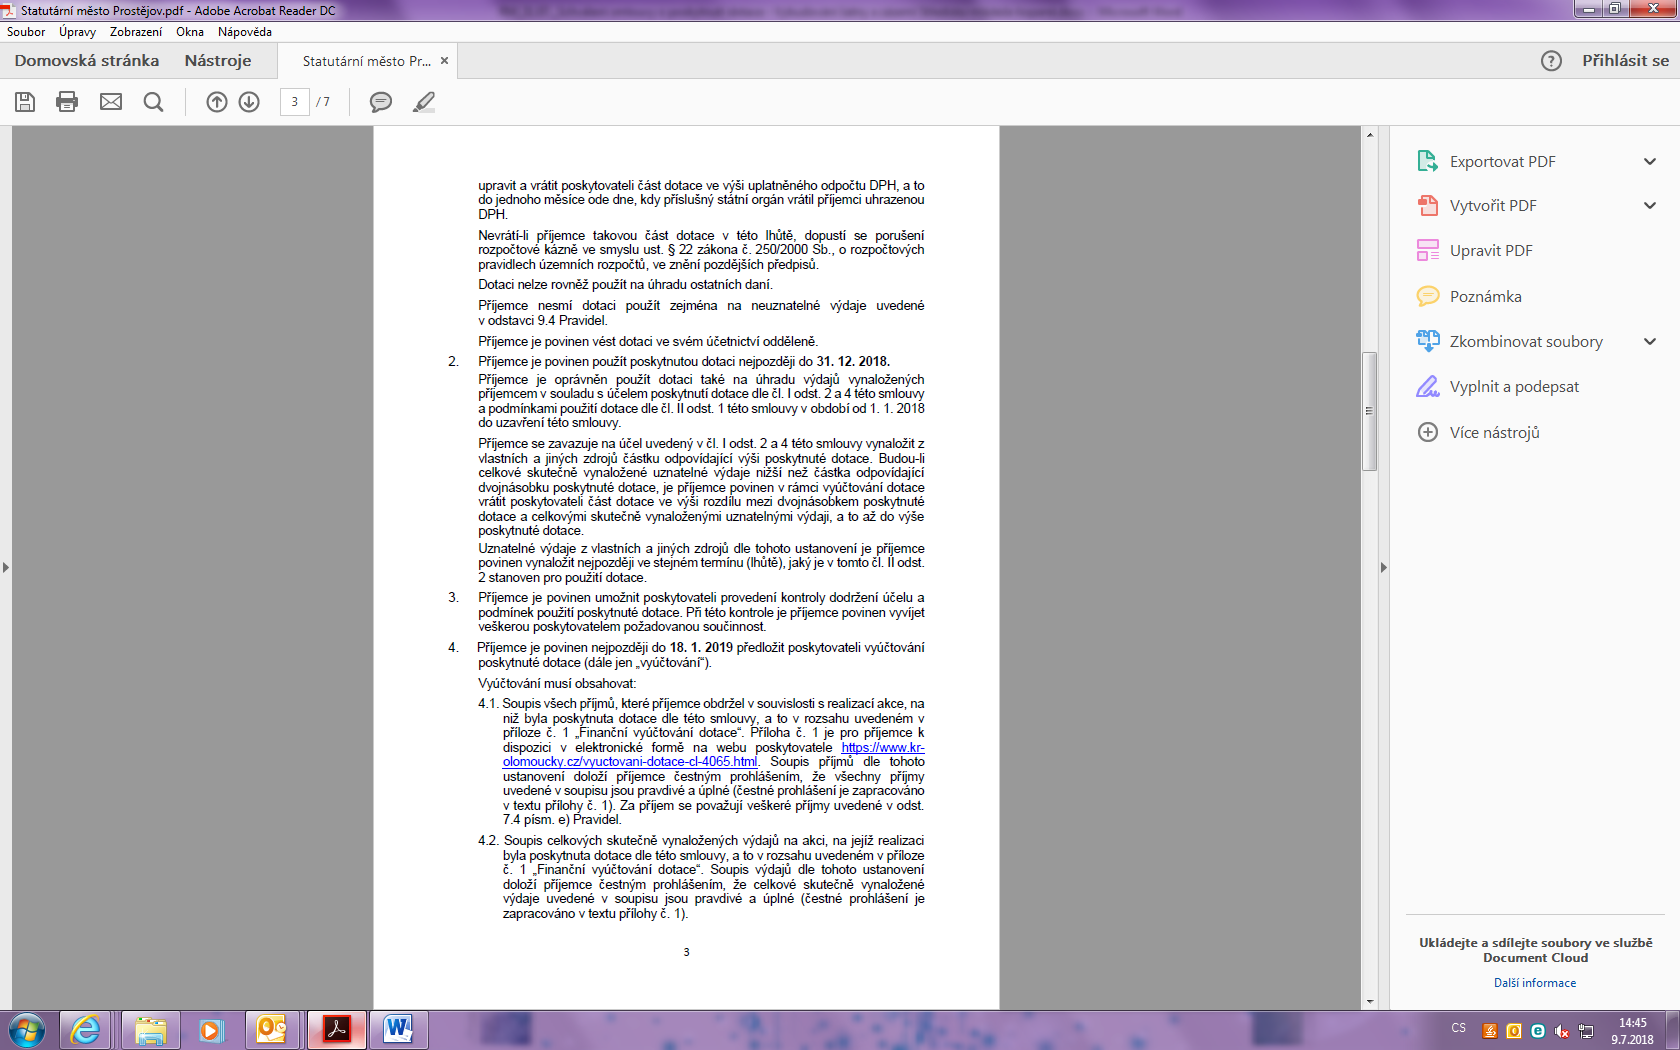 Statutární město Prostějov.pdf - Adobe Acrobat Reader DC
Soubor Úpravy Zobrazení Okna Nápověda
Domovská stránka Nástroje Statutární město Pr... × ? Přihlásit se
3 / 7
upravit a vrátit poskytovateli část dotace ve výši uplatněného odpočtu DPH, a to
do jednoho měsíce ode dne, kdy příslušný státní orgán vrátil příjemci uhrazenou
DPH.
Nevrátí-li příjemce takovou část dotace v této lhůtě, dopustí se porušení
rozpočtové kázně ve smyslu ust. § 22 zákona č. 250/2000 Sb., o rozpočtových
pravidlech územních rozpočtů, ve znění pozdějších předpisů.
Dotaci nelze rovněž použít na úhradu ostatních daní.
Příjemce nesmí dotaci použít zejména na neuznatelné výdaje uvedené
v odstavci 9.4 Pravidel.
Příjemce je povinen vést dotaci ve svém účetnictví odděleně.
2. Příjemce je povinen použít poskytnutou dotaci nejpozději do 31. 12. 2018.
Příjemce je oprávněn použít dotaci také na úhradu výdajů vynaložených
příjemcem v souladu s účelem poskytnutí dotace dle čl. I odst. 2 a 4 této smlouvy
a podmínkami použití dotace dle čl. II odst. 1 této smlouvy v období od 1. 1. 2018
do uzavření této smlouvy.
Příjemce se zavazuje na účel uvedený v čl. I odst. 2 a 4 této smlouvy vynaložit z
vlastních a jiných zdrojů částku odpovídající výši poskytnuté dotace. Budou-li
celkové skutečně vynaložené uznatelné výdaje nižší než částka odpovídající
dvojnásobku poskytnuté dotace, je příjemce povinen v rámci vyúčtování dotace
vrátit poskytovateli část dotace ve výši rozdílu mezi dvojnásobkem poskytnuté
dotace a celkovými skutečně vynaloženými uznatelnými výdaji, a to až do výše
poskytnuté dotace.
Uznatelné výdaje z vlastních a jiných zdrojů dle tohoto ustanovení je příjemce
povinen vynaložit nejpozději ve stejném termínu (lhůtě), jaký je v tomto čl. II odst.
2 stanoven pro použití dotace.
3. Příjemce je povinen umožnit poskytovateli provedení kontroly dodržení účelu a
podmínek použití poskytnuté dotace. Při této kontrole je příjemce povinen vyvíjet
veškerou poskytovatelem požadovanou součinnost.
4. Příjemce je povinen nejpozději do 18. 1. 2019 předložit poskytovateli vyúčtování
poskytnuté dotace (dále jen „vyúčtování“).
Vyúčtování musí obsahovat:
4.1. Soupis všech příjmů, které příjemce obdržel v souvislosti s realizací akce, na
niž byla poskytnuta dotace dle této smlouvy, a to v rozsahu uvedeném v
příloze č. 1 „Finanční vyúčtování dotace“. Příloha č. 1 je pro příjemce k
dispozici v elektronické formě na webu poskytovatele https://www.kr-
olomoucky.cz/vyuctovani-dotace-cl-4065.html. Soupis příjmů dle tohoto
ustanovení doloží příjemce čestným prohlášením, že všechny příjmy
uvedené v soupisu jsou pravdivé a úplné (čestné prohlášení je zapracováno
v textu přílohy č. 1). Za příjem se považují veškeré příjmy uvedené v odst.
7.4 písm. e) Pravidel.
4.2. Soupis celkových skutečně vynaložených výdajů na akci, na jejíž realizaci
byla poskytnuta dotace dle této smlouvy, a to v rozsahu uvedeném v příloze
č. 1 „Finanční vyúčtování dotace“. Soupis výdajů dle tohoto ustanovení
doloží příjemce čestným prohlášením, že celkové skutečně vynaložené
výdaje uvedené v soupisu jsou pravdivé a úplné (čestné prohlášení je
zapracováno v textu přílohy č. 1).
3
Exportovat PDF
Vytvořit PDF
Upravit PDF
Poznámka
Zkombinovat soubory
Vyplnit a podepsat
Více nástrojů
Ukládejte a sdílejte soubory ve službě
Document Cloud
Další informace
CS
14:45
9.7.2018